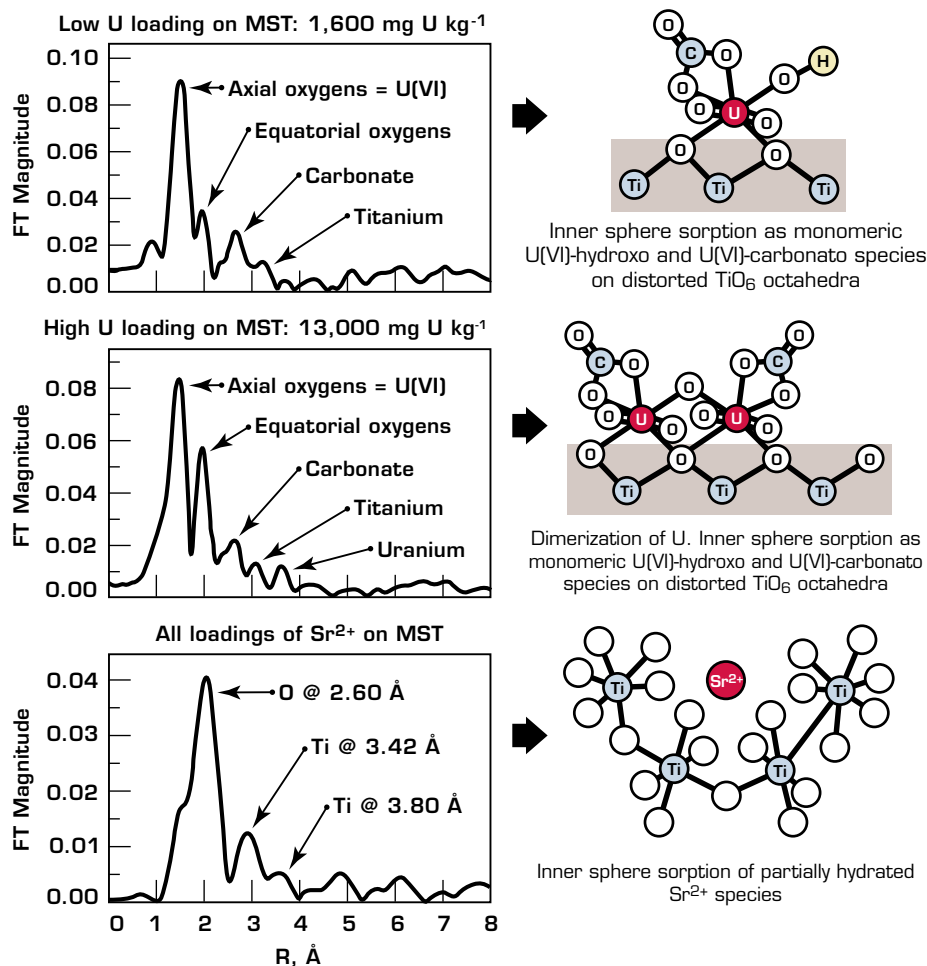 Low U loading on MST: 1,600 mg U kg⁻¹
0.10
0.08
0.06
0.04
0.02
0.00
FT Magnitude
Axial oxygens = U(VI)
Equatorial oxygens
Carbonate
Titanium
O
C
O
O
H
O
O
U
O
O
O
Ti
Ti
Ti
Inner sphere sorption as monomeric
U(VI)-hydroxo and U(VI)-carbonato species
on distorted TiO₆ octahedra
High U loading on MST: 13,000 mg U kg⁻¹
0.08
0.06
0.04
0.02
0.00
FT Magnitude
Axial oxygens = U(VI)
Equatorial oxygens
Carbonate
Titanium
Uranium
O
O
C
O
O
C
O
O
O
O
U
O
O
U
O
O
O
O
O
O
Ti
Ti
Ti
Dimerization of U. Inner sphere sorption as
monomeric U(VI)-hydroxo and U(VI)-carbonato
species on distorted TiO₆ octahedra
All loadings of Sr²⁺ on MST
0.04
0.03
0.02
0.01
0.00
FT Magnitude
O @ 2.60 Å
Ti @ 3.42 Å
Ti @ 3.80 Å
0 1 2 3 4 5 6 7 8
R, Å
Sr²⁺
Ti
Ti
Ti
Ti
Inner sphere sorption of partially hydrated
Sr²⁺ species